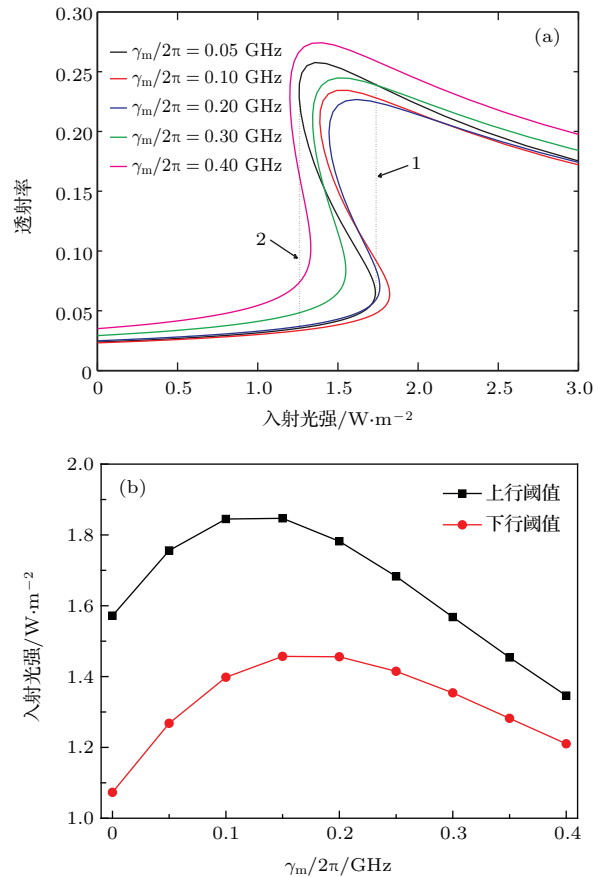 (a)
0.30
0.25
0.20
0.15
0.10
0.05
0
透射率
γm/2π = 0.05 GHz
γm/2π = 0.10 GHz
γm/2π = 0.20 GHz
γm/2π = 0.30 GHz
γm/2π = 0.40 GHz
1
2
0 0.5 1.0 1.5 2.0 2.5 3.0
入射光强/W·m−2
(b)
上行阈值
下行阈值
2.0
1.8
1.6
1.4
1.2
1.0
入射光强/W·m−2
0 0.1 0.2 0.3 0.4
γm/2π/GHz